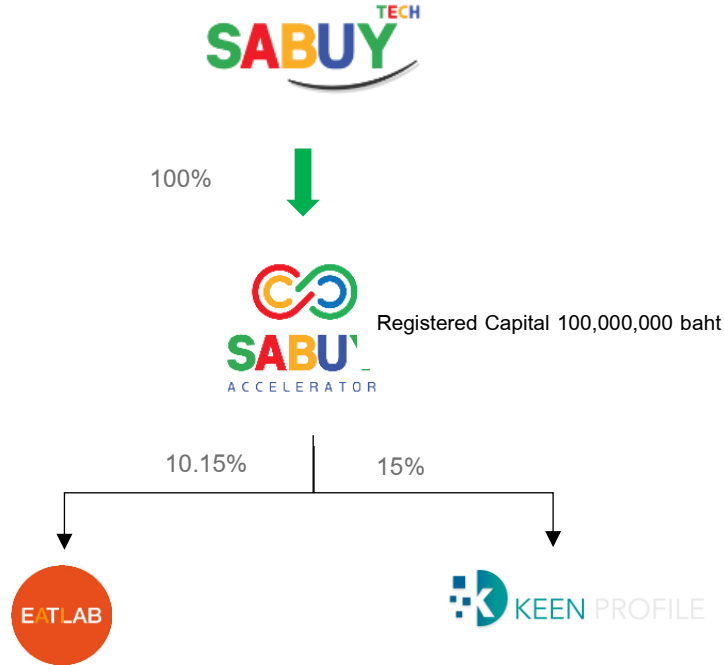 TECH
SABUY
100%
Registered Capital 100,000,000 baht
SABUY
ACCELERATOR
10.15%
15%
EATLAB
KEEN PROFILE